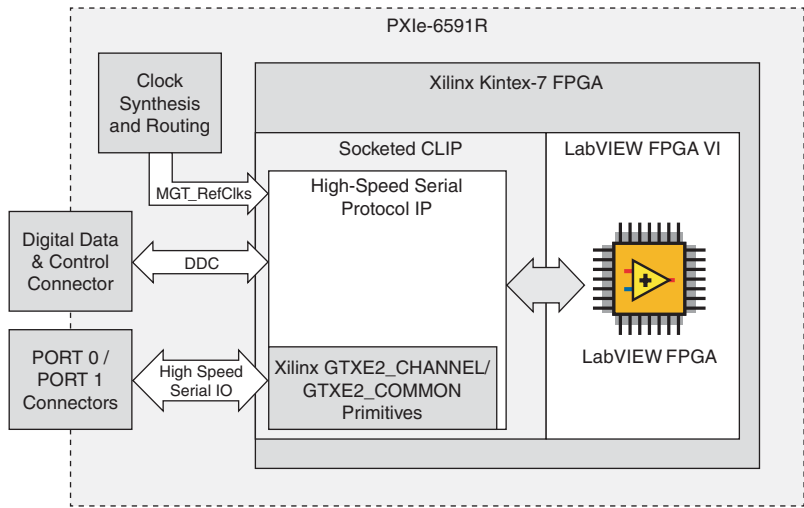 PXIe-6591R
Clock
Synthesis
and Routing
Xilinx Kintex-7 FPGA
Socketed CLIP
LabVIEW FPGA VI
MGT_RefClks
High-Speed Serial
Protocol IP
Digital Data
& Control
Connector
DDC
LabVIEW FPGA
PORT 0 /
PORT 1
Connectors
High Speed
Serial IO
Xilinx GTXE2_CHANNEL/
GTXE2_COMMON
Primitives